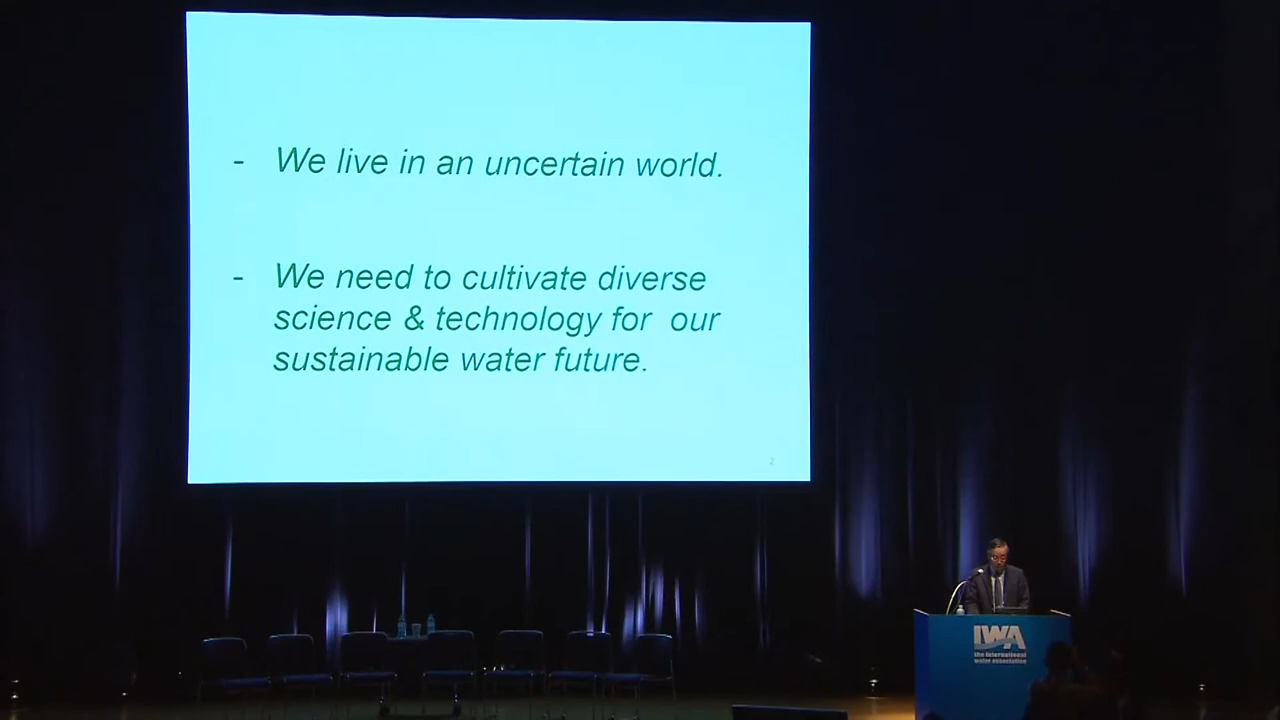 - We live in an uncertain world.
- We need to cultivate diverse
science & technology for our
sustainable water future.
2
IWA
the international
water association